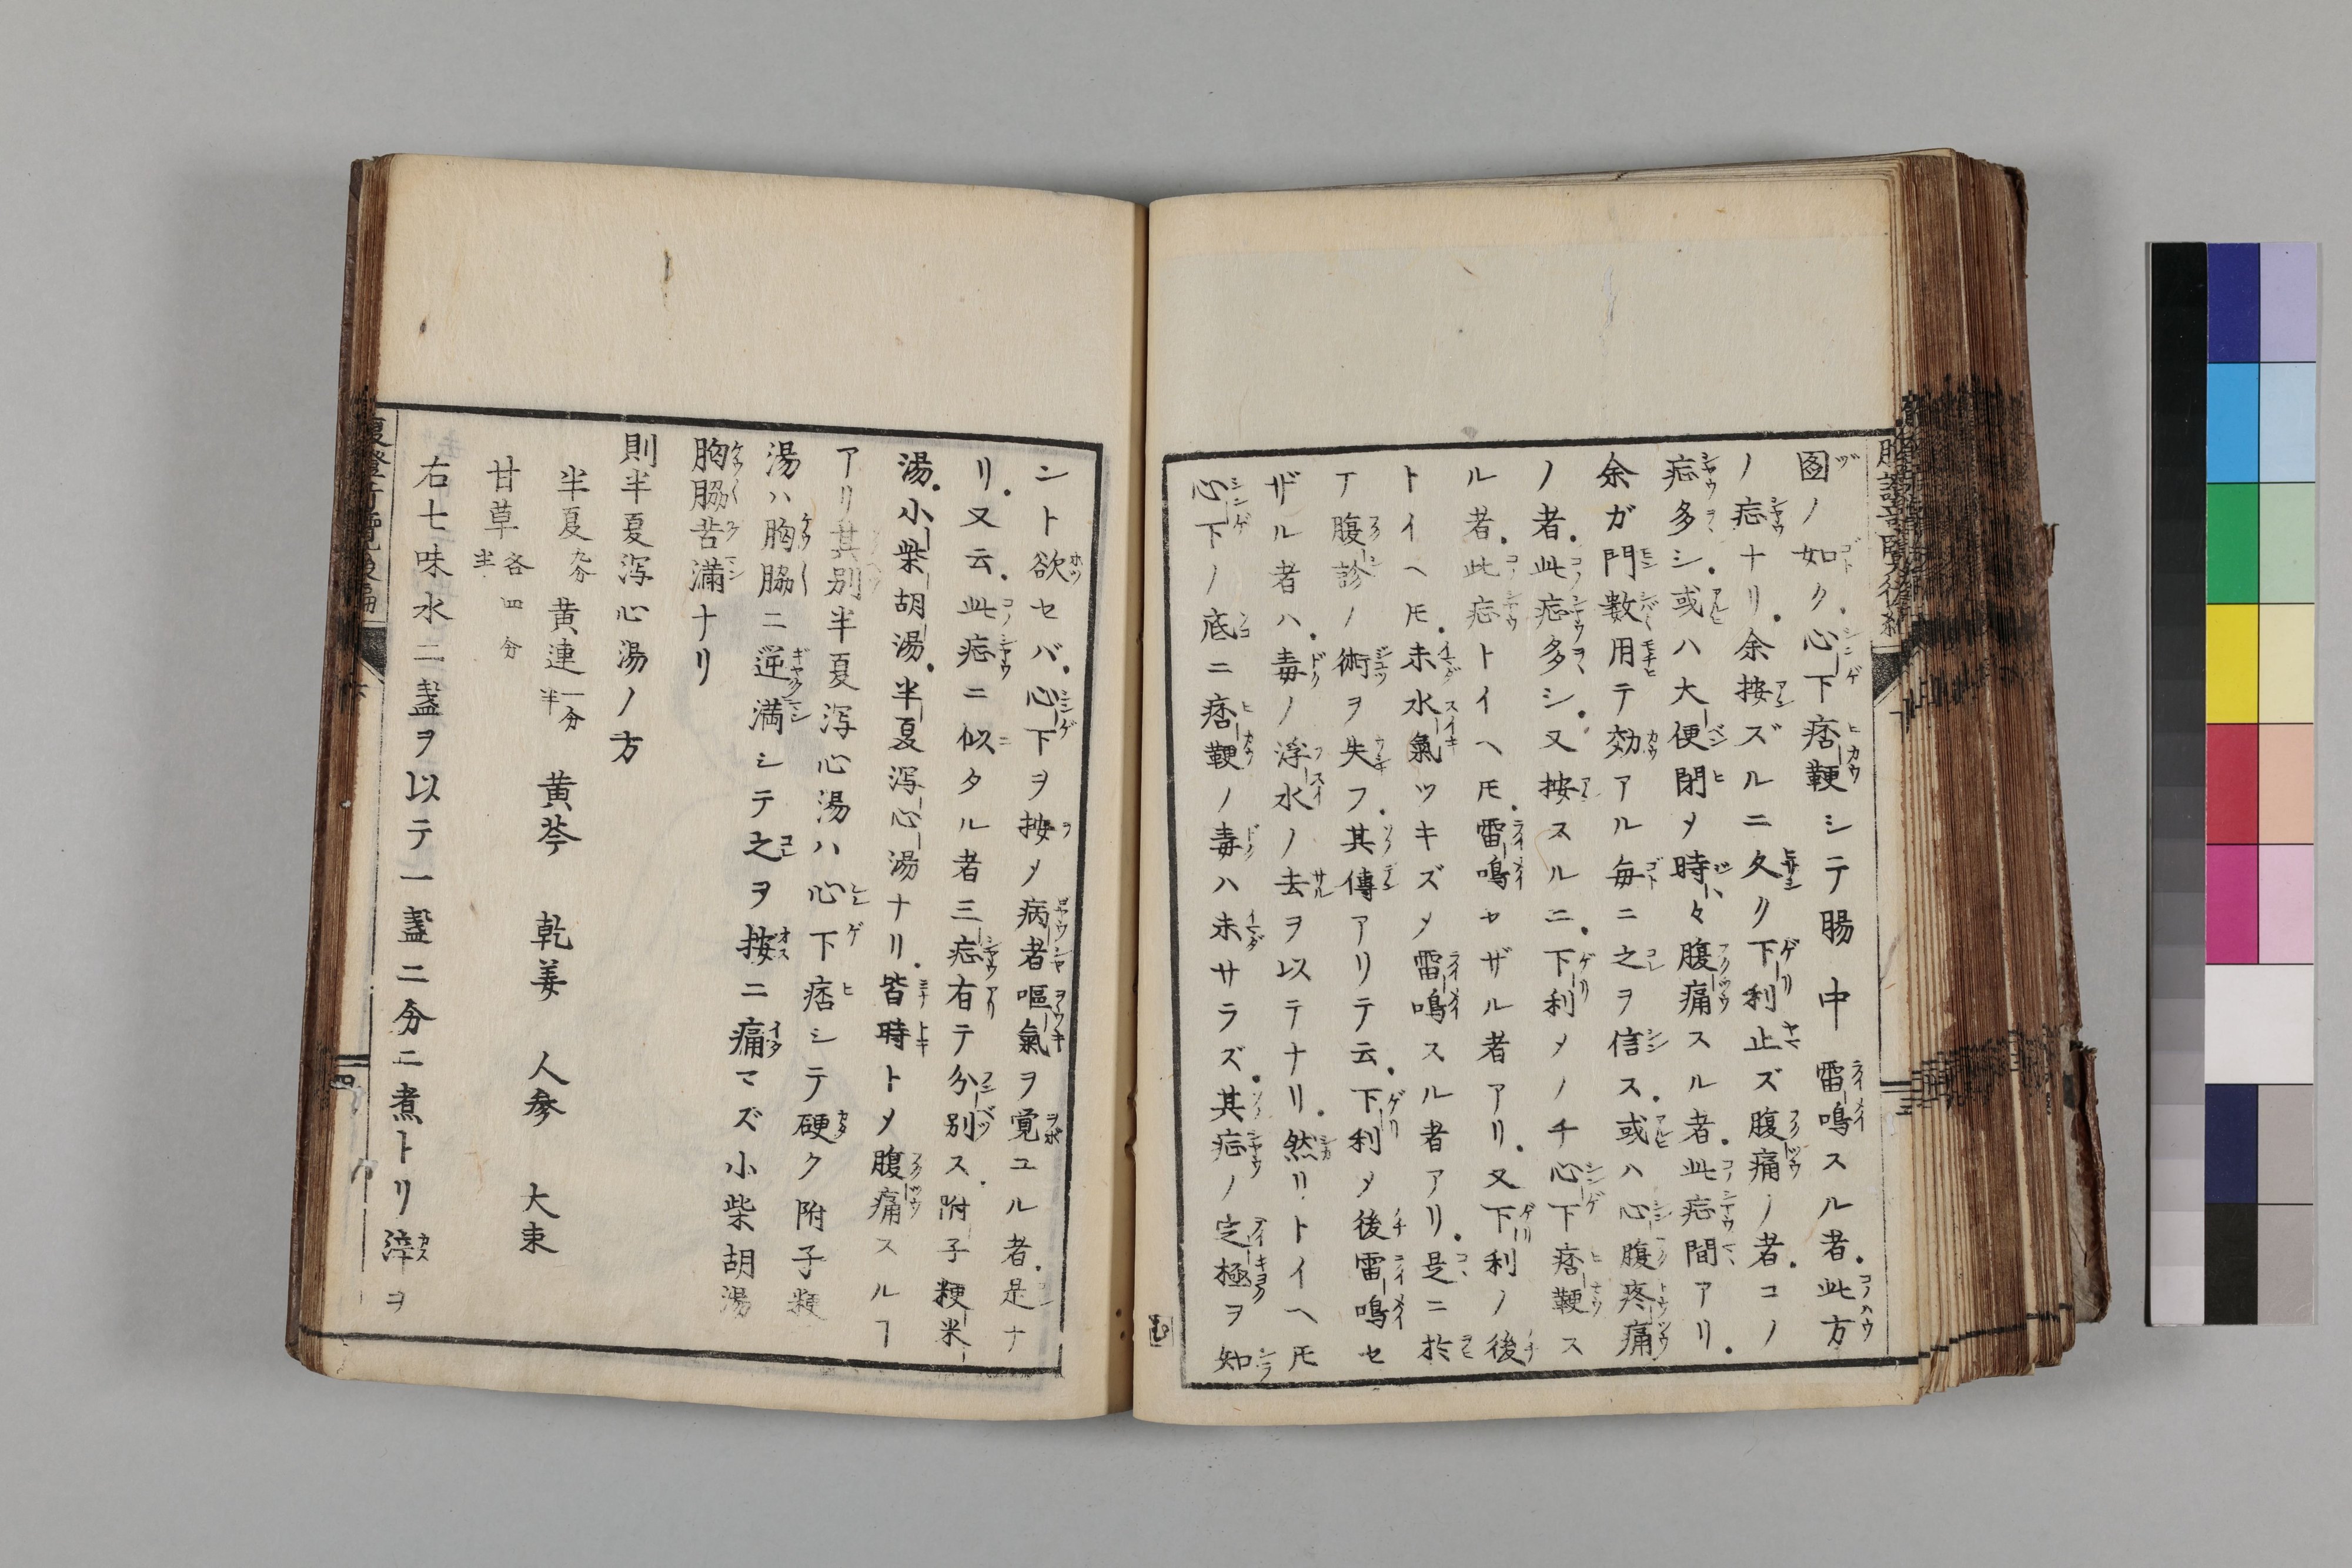 圖ノ如ク心下痞鞕シテ腸中雷鳴スル者此方
ノ症ナリ余按ズルニ久ク下利止ズ腹痛ノ者コノ
症多シ或ハ大便閉メ時々腹痛スル者此症間アリ
余ガ門數用テ効アル毎ニ之ヲ信ス或ハ心腹疼痛
ノ者此症多シ又按スルニ下利メノチ心下痞鞕ス
ル者此症トイヘ𪜈雷鳴セザル者アリ又下利ノ後
トイヘ𪜈未水氣ツキズメ雷鳴スル者アリ是ニ於
テ腹診ノ術ヲ失フ其傳アリテ云下利メ後雷鳴セ
ザル者ハ毒ノ浮水ノ去ヲ以テナリ然リトイヘ𪜈
心下ノ底ニ痞鞕ノ毒ハ未サラズ其症ノ定極ヲ知
ント欲セバ心下ヲ按メ病者嘔氣ヲ覚ユル者是ナ
リ又云此症ニ似タル者三症有テ分別ス附子粳米
湯小柴胡湯半夏瀉心湯ナリ皆時トメ腹痛スルヿ
アリ其別半夏瀉心湯ハ心下痞シテ硬ク附子粳
湯ハ胸脇ニ逆満シテ之ヲ按ニ痛マズ小柴胡湯
胸脇苦滿ナリ
則半夏瀉心湯ノ方
半夏 九分 黄連 一分半 黄芩 乾姜 人參 大棗
甘草 各四分半
右七味水二盞ヲ以テ一盞二分ニ煮トリ滓ヲ